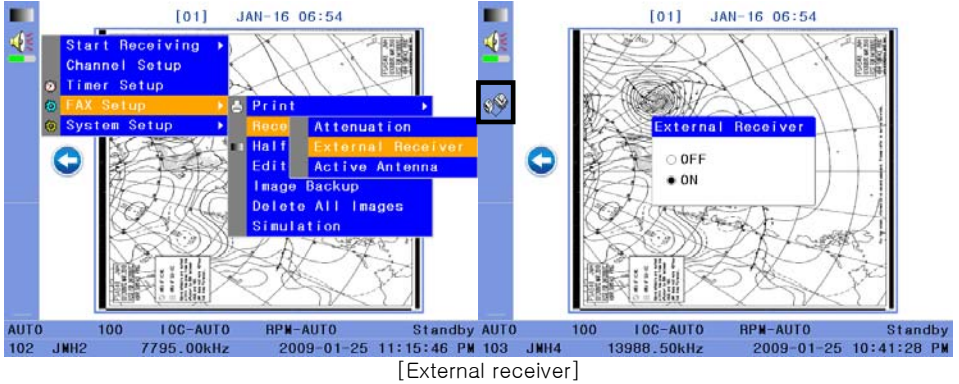 [01] JAN-16 06:54
Start Receiving
Channel Setup
Timer Setup
FAX Setup
System Setup
Print
Rece
Half
Edit
Image Backup
Delete All Images
Simulation
Attenuation
External Receiver
Active Antenna
AUTO 100 IOC-AUTO RPM-AUTO Standby
102 JMH2 7795.00kHz 2009-01-25 11:15:46 PM
[01] JAN-16 06:54
External Receiver
OFF
ON
AUTO 100 IOC-AUTO RPM-AUTO Standby
103 JMH4 13988.50kHz 2009-01-25 10:41:28 PM
[External receiver]